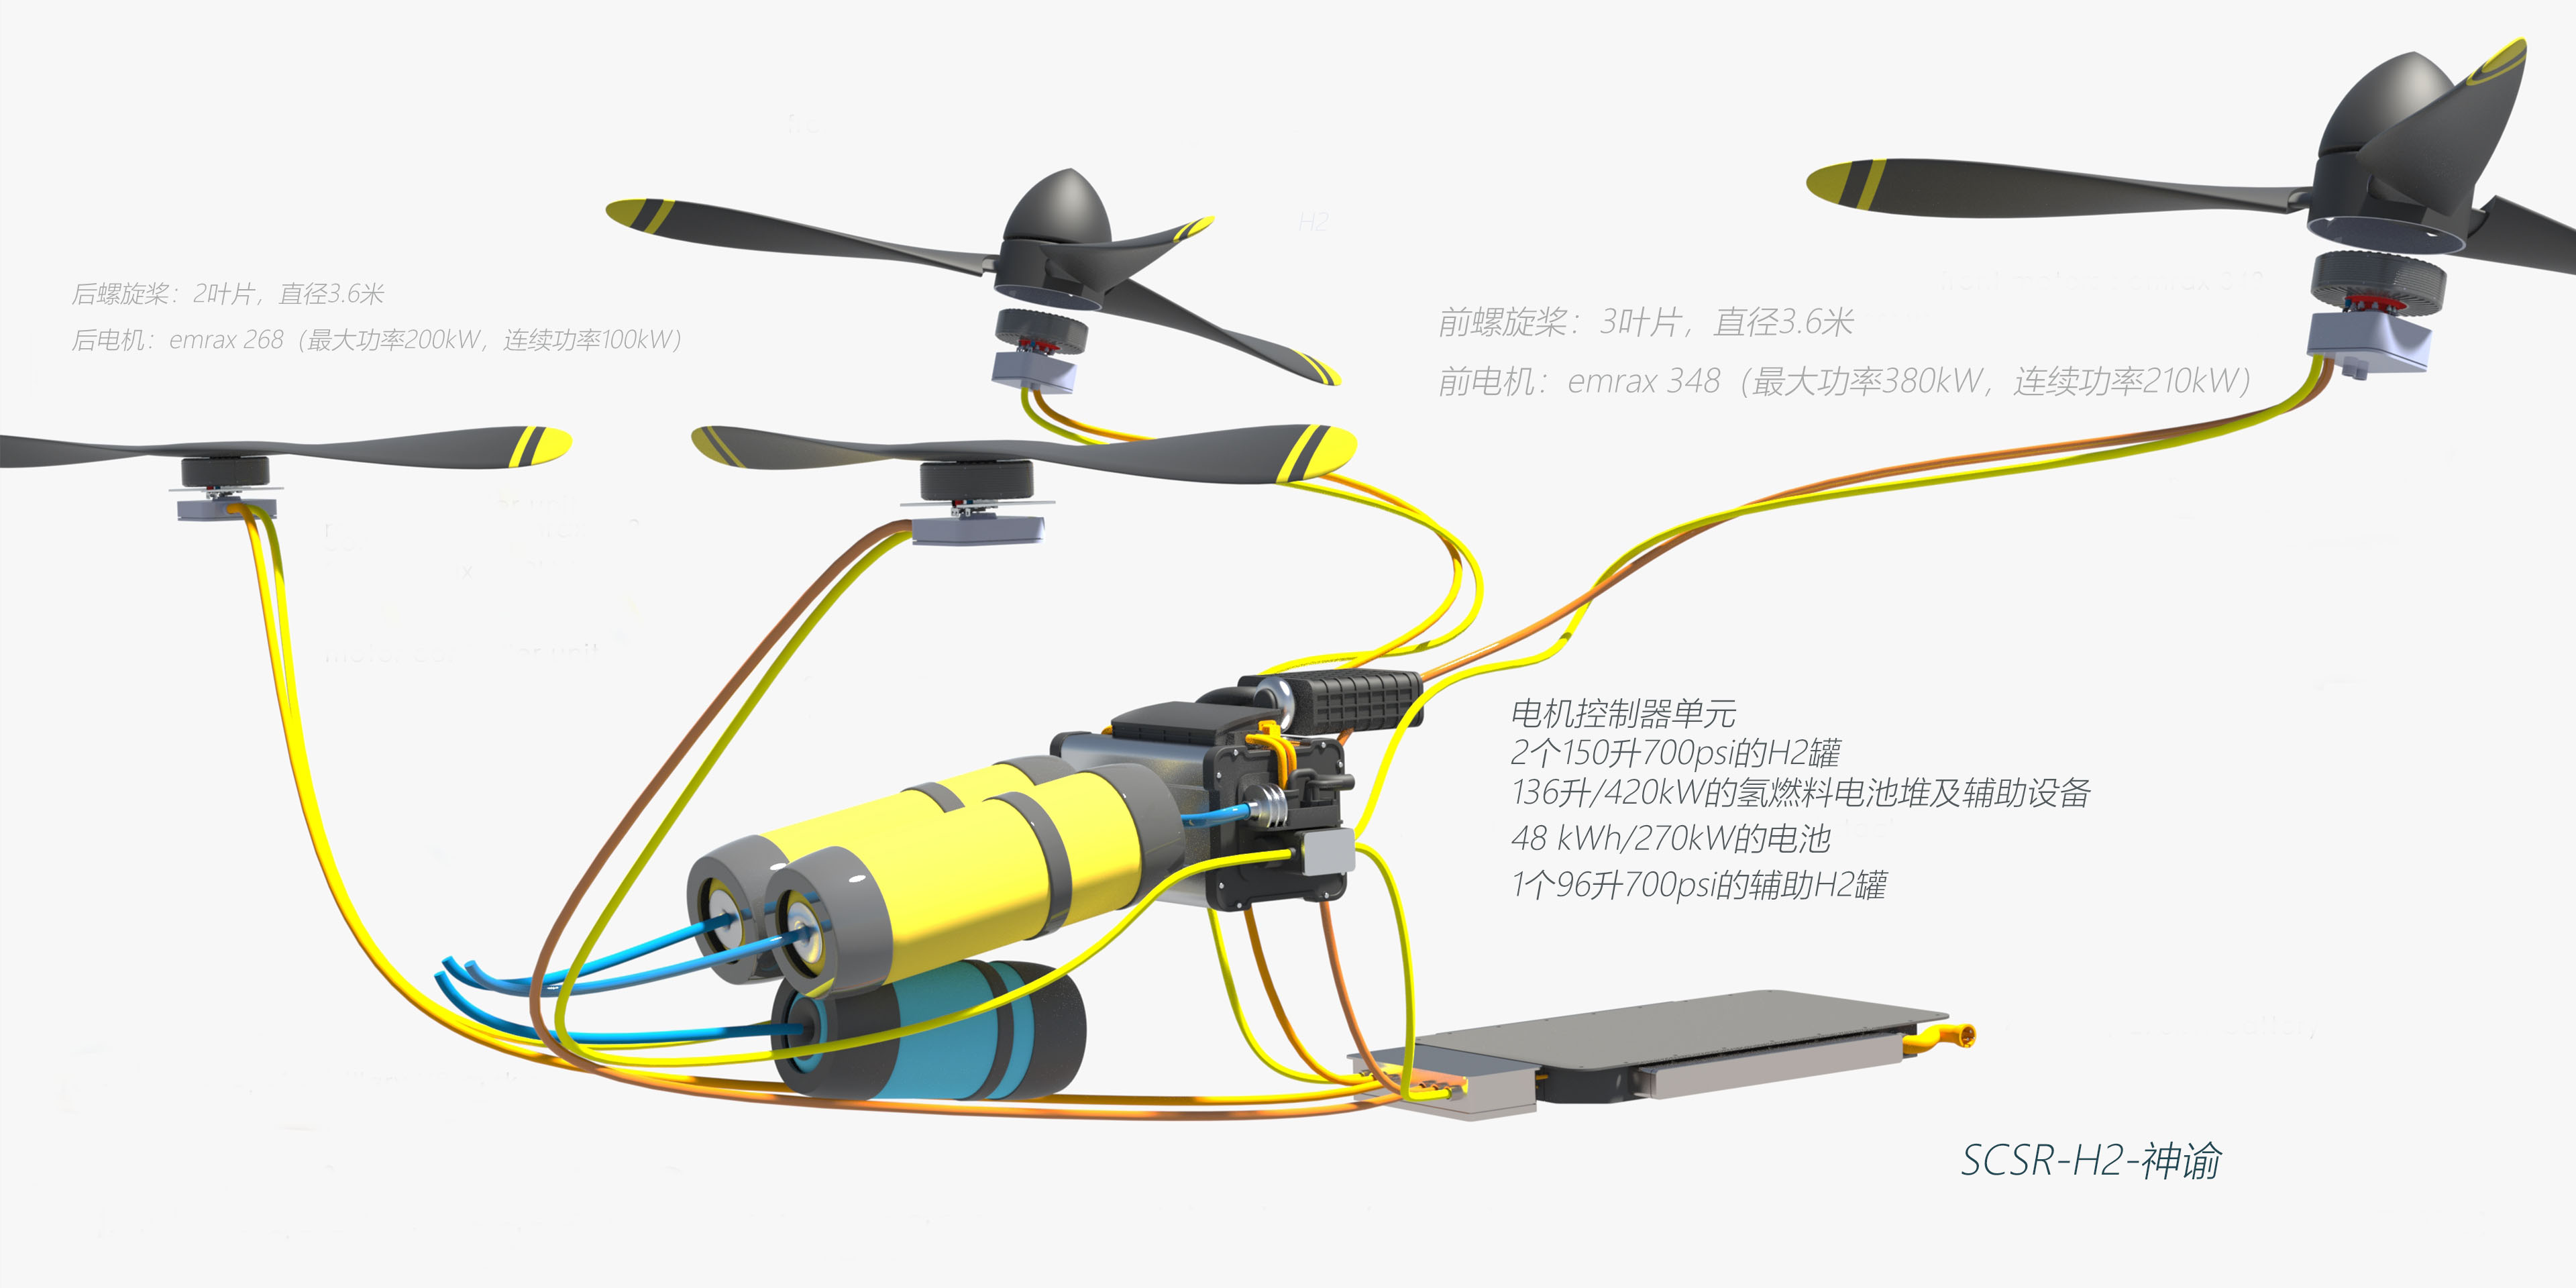 后螺旋桨：2叶片，直径3.6米
后电机：emrax 268（最大功率200kW，连续功率100kW）
前螺旋桨：3叶片，直径3.6米
前电机：emrax 348（最大功率380kW，连续功率210kW）
电机控制器单元
2个150升700psi的H2罐
136升/420kW的氢燃料电池堆及辅助设备
48 kWh/270kW的电池
1个96升700psi的辅助H2罐
SCSR-H2-神谕
H2